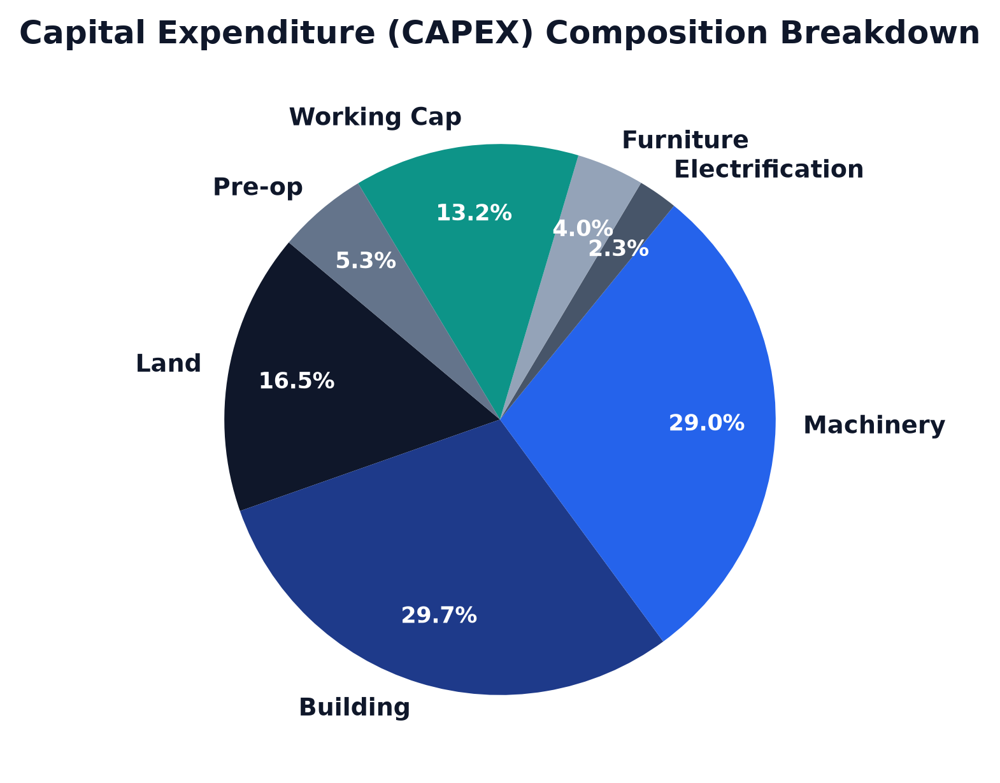 Capital Expenditure (CAPEX) Composition Breakdown
Working Cap
Furniture
Electrification
Pre-op
13.2%
4.0%
2.3%
5.3%
Land
16.5%
29.0%
Machinery
29.7%
Building